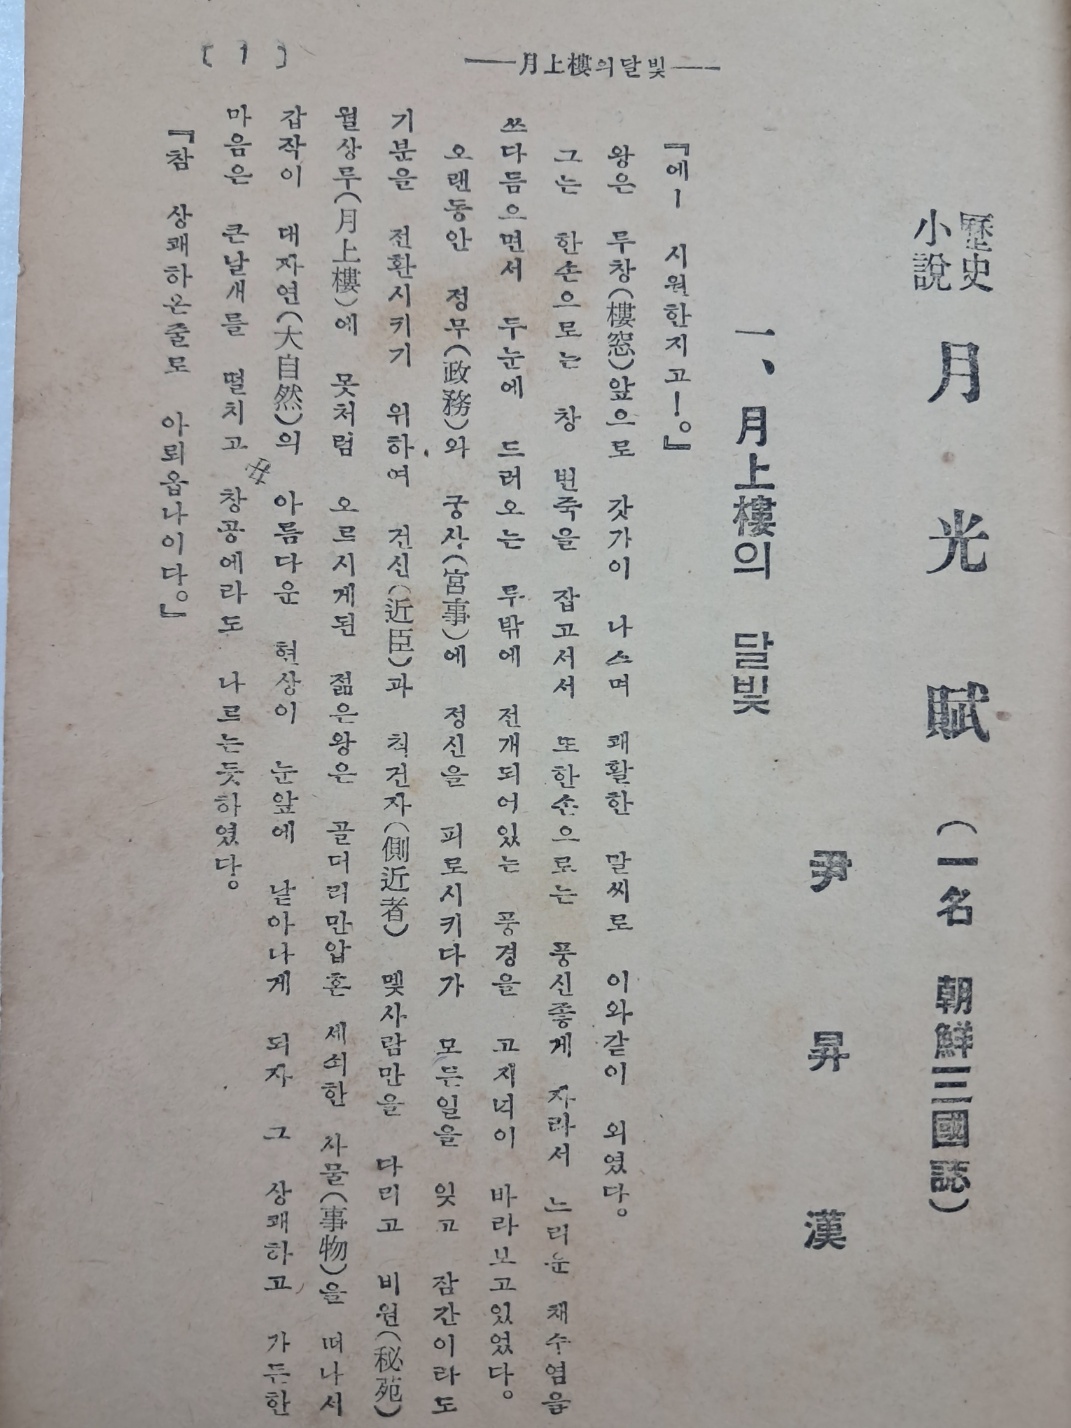 歷史小說 月光賦 (一名 朝鮮三國誌)
尹昇漢
一、月上樓의 달빛
『에ー 시원한지고!。』
왕은 루창(樓窓)앞으로 갓가이 나스며 쾌활한 말씨로 이와같이 외였다。
그는 한손으로는 창 변죽을 잡고서서 또한손으로는 풍신좋게 자라서 느리운 채수염을
쓰다듬으면서 두눈에 드러오는 루밖에 전개되어있는 풍경을 고저녁이 바라보고있었다。
오랜동안 정무(政務)와 궁사(宮事)에 정신을 피로시키다가 모든일을 잊고 잠간이라도
기분을 전환시키기 위하여 건신(近臣)과 척건자(側近者) 몣사람만을 다리고 비원(秘苑)
월상루(月上樓)에 못처럼 오르시게된 젊은왕은 골더리만압흔 세쇠한 사물(事物)을 떠나서
갑작이 대자연(大自然)의 아름다운 현상이 눈앞에 낱아나게 되자 그 상쾌하고 가든한
마음은 큰날개를 떨치고 창공에라도 나르는듯하였다。
『참 상쾌하온줄로 아뢰옵나이다。』
——月上樓의달빛——
[1]